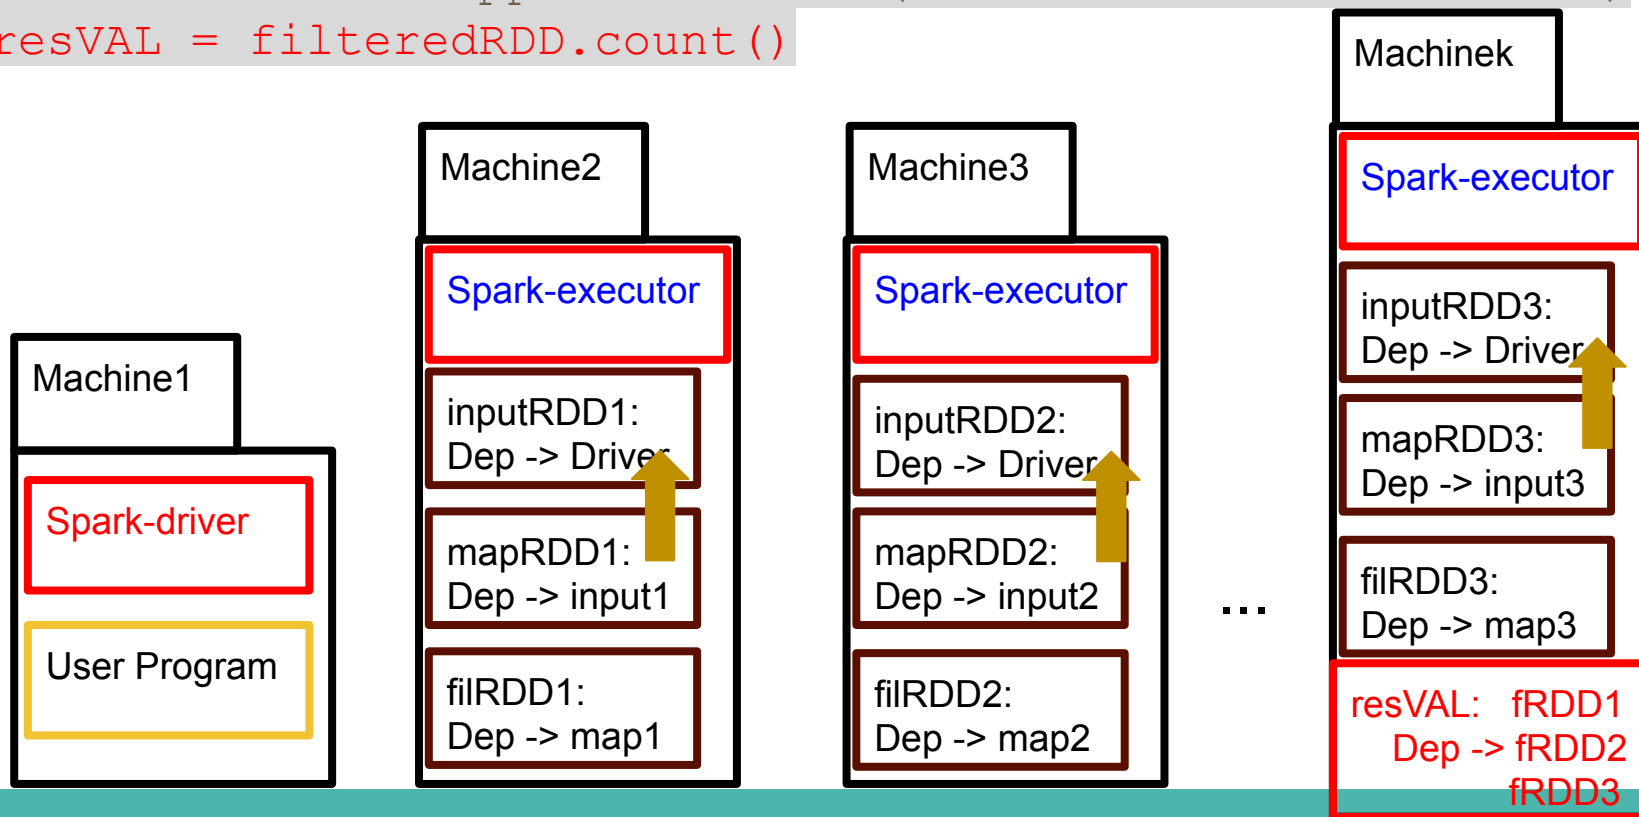 resVAL = filteredRDD.count()
Machinek
Spark-executor
inputRDD3:
Dep -> Driver
mapRDD3:
Dep -> input3
filRDD3:
Dep -> map3
resVAL: fRDD1
Dep -> fRDD2
fRDD3
Machine2
Spark-executor
inputRDD1:
Dep -> Driver
mapRDD1:
Dep -> input1
filRDD1:
Dep -> map1
Machine3
Spark-executor
inputRDD2:
Dep -> Driver
mapRDD2:
Dep -> input2
filRDD2:
Dep -> map2
...
Machine1
Spark-driver
User Program